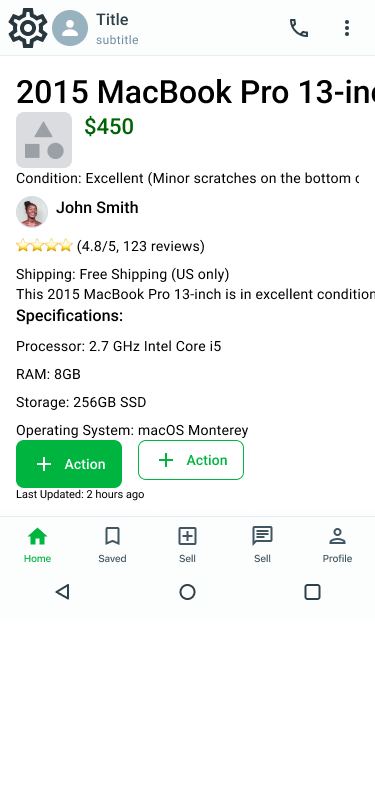 Title
subtitle
2015 MacBook Pro 13-in
$450
Condition: Excellent (Minor scratches on the bottom
John Smith
(4.8/5, 123 reviews)
Shipping: Free Shipping (US only)
This 2015 MacBook Pro 13-inch is in excellent condition
Specifications:
Processor: 2.7 GHz Intel Core i5
RAM: 8GB
Storage: 256GB SSD
Operating System: macOS Monterey
Action
Action
Last Updated: 2 hours ago
Home
Saved
Sell
Sell
Profile